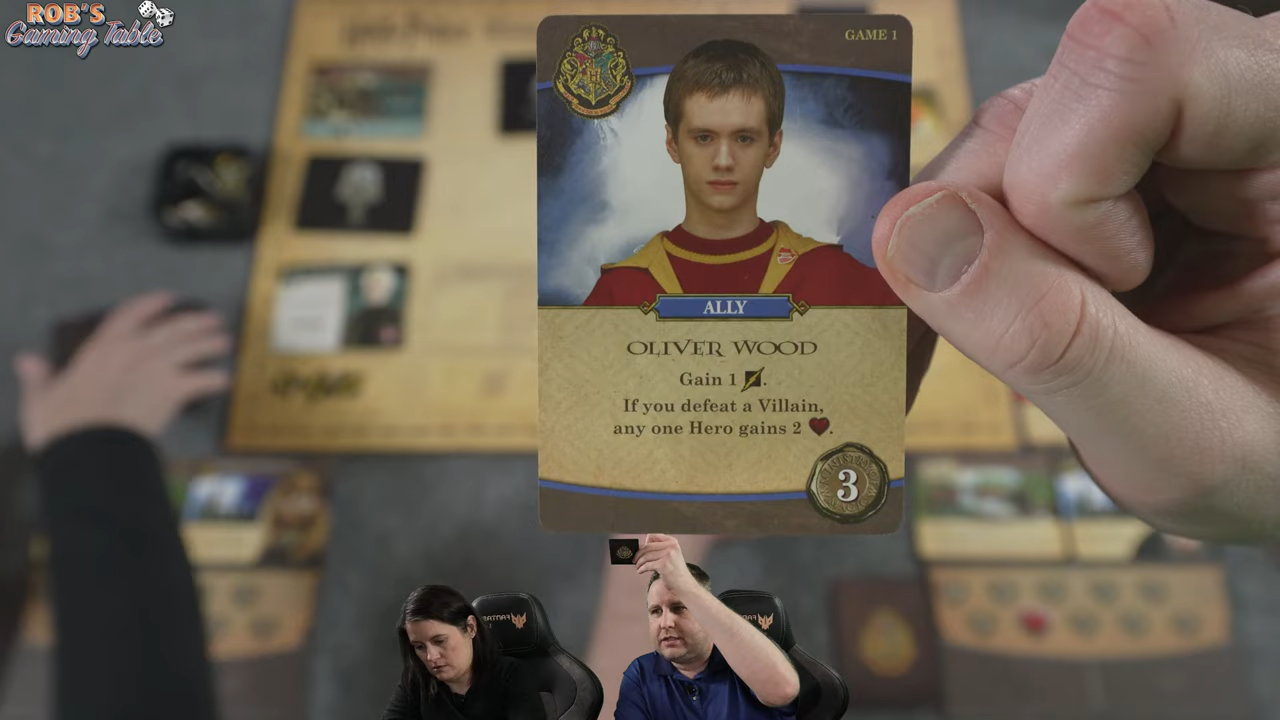 ROB'S
Gaming Table
GAME 1
ALLY
OLIVER WOOD
Gain 1 .
If you defeat a Villain,
any one Hero gains 2 .
3